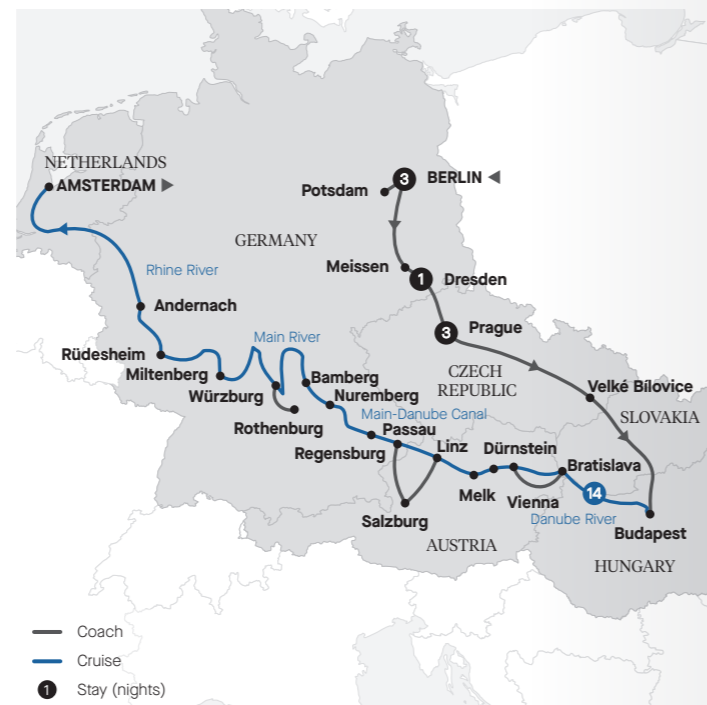 NETHERLANDS
AMSTERDAM
3
BERLIN
Potsdam
GERMANY
Meissen
1
Dresden
Rhine River
Andernach
3
Prague
Main River
Rüdesheim
Miltenberg
Bamberg
CZECH
REPUBLIC
Velké Bílovice
Würzburg
Nuremberg
Main-Danube Canal
SLOVAKIA
Rothenburg
Passau
Regensburg
Linz
Dürnstein
Bratislava
Melk
Vienna
14
Salzburg
Danube River
Budapest
AUSTRIA
HUNGARY
Coach
Cruise
1 Stay (nights)